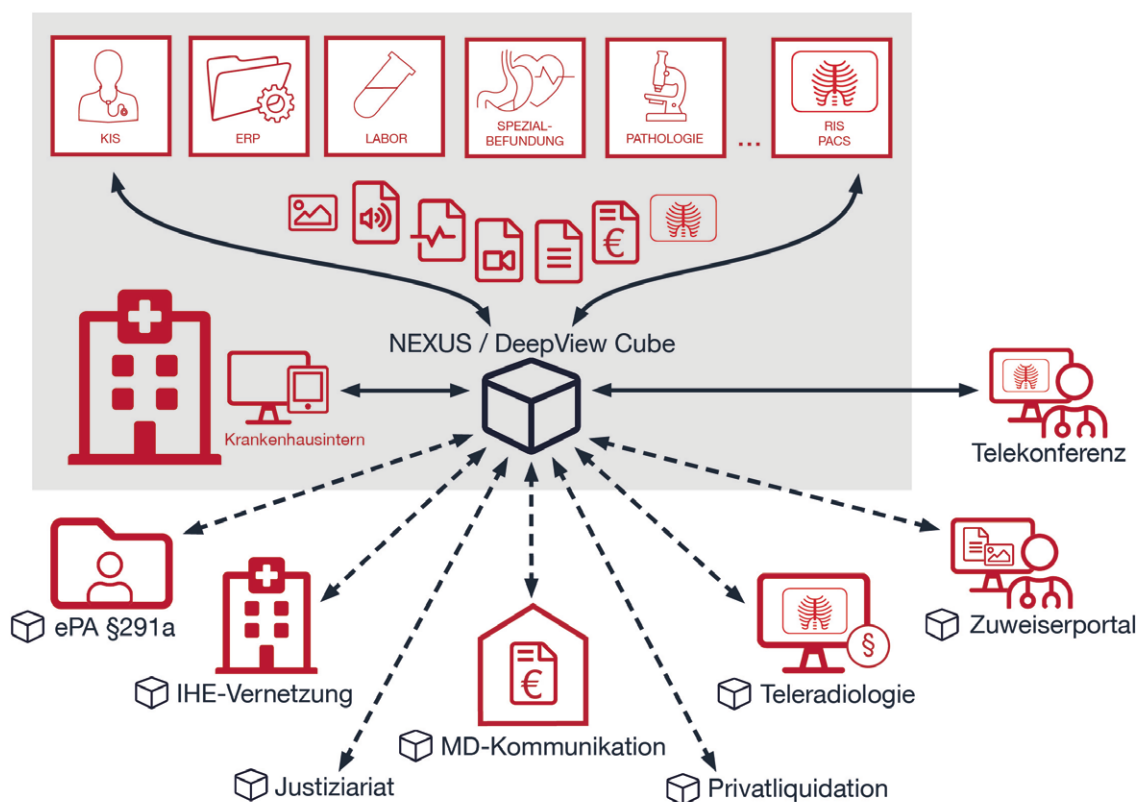 KIS
ERP
LABOR
SPEZIAL-
BEFUNDUNG
PATHOLOGIE
...
RIS
PACS
€
NEXUS / DeepView Cube
Krankenhausintern
Telekonferenz
ePA §291a
IHE-Vernetzung
€
MD-Kommunikation
§
Teleradiologie
Zuweiserportal
Justiziariat
Privatliquidation